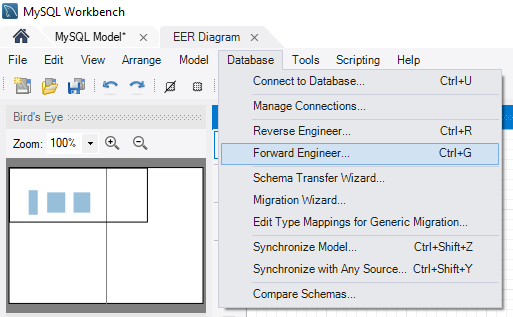 MySQL Workbench
MySQL Model* × EER Diagram ×
File Edit View Arrange Model Database Tools Scripting Help
Connect to Database... Ctrl+U
Manage Connections...
Bird's Eye
Reverse Engineer... Ctrl+R
Zoom: 100%
Forward Engineer... Ctrl+G
Schema Transfer Wizard...
Migration Wizard...
Edit Type Mappings for Generic Migration...
Synchronize Model... Ctrl+Shift+Z
Synchronize with Any Source... Ctrl+Shift+Y
Compare Schemas...